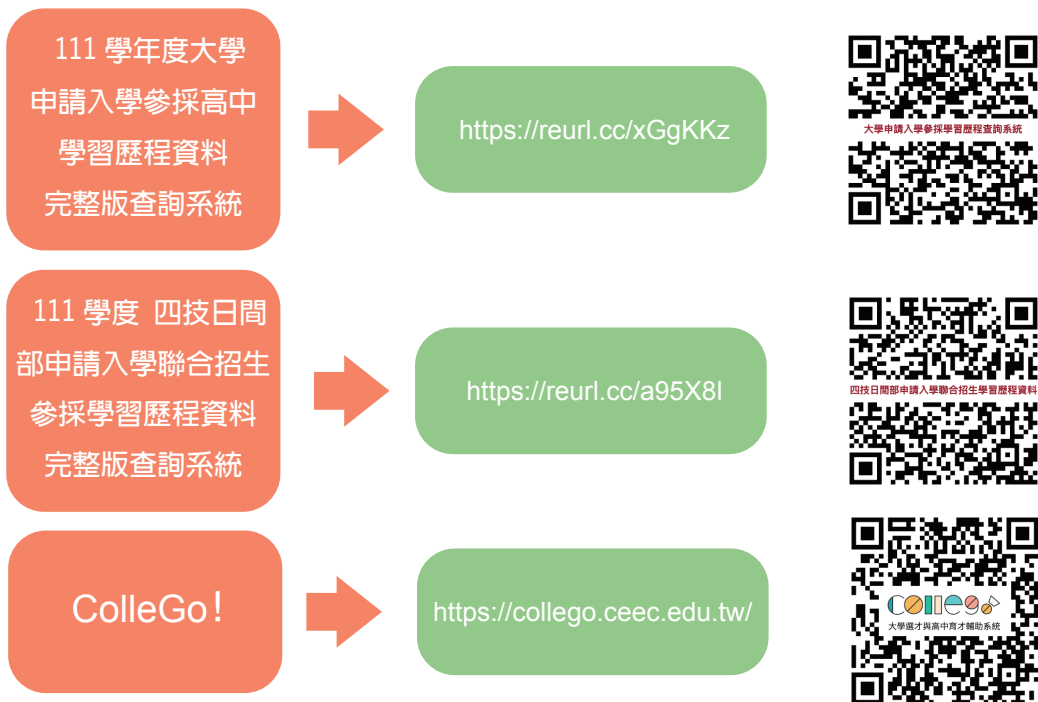 111 學年度大學
申請入學參採高中
學習歷程資料
完整版查詢系統
https://reurl.cc/xGgKKz
大學申請入學參採學習歷程查詢系統
111 學度 四技日間
部申請入學聯合招生
參採學習歷程資料
完整版查詢系統
https://reurl.cc/a95X8l
四技日間部申請入學聯合招生學習歷程資料
ColleGo!
https://collego.ceec.edu.tw/
ColleGo!
大學選才與高中育才輔助系統